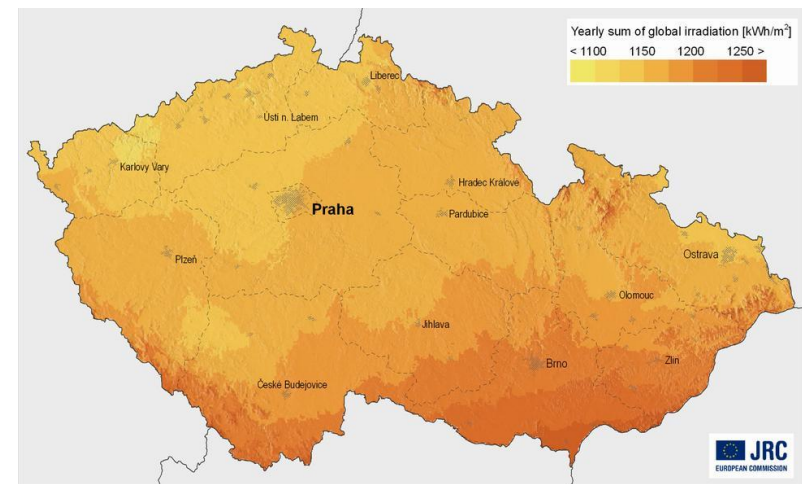 Yearly sum of global irradiation [kWh/m²]
< 1100 1150 1200 1250 >
Liberec
Ústí n. Labem
Karlovy Vary
Hradec Králové
Praha
Pardubice
Plzeň
Ostrava
Olomouc
Jihlava
Brno
Zlín
České Budejovice
JRC
EUROPEAN COMMISSION